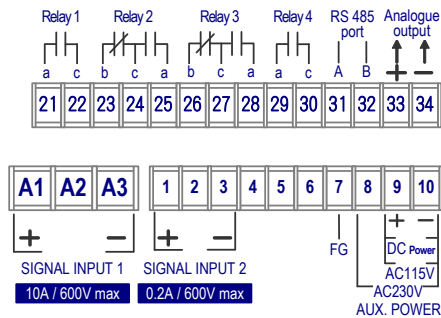 Relay 1 Relay 2 Relay 3 Relay 4 RS 485 port Analogue output
a c b c a b c a a c A B + −
21 22 23 24 25 26 27 28 29 30 31 32 33 34
A1 A2 A3 1 2 3 4 5 6 7 8 9 10
+ − + − FG + −
DC Power
SIGNAL INPUT 1 SIGNAL INPUT 2 AC115V
10A / 600V max 0.2A / 600V max AC230V
AUX. POWER